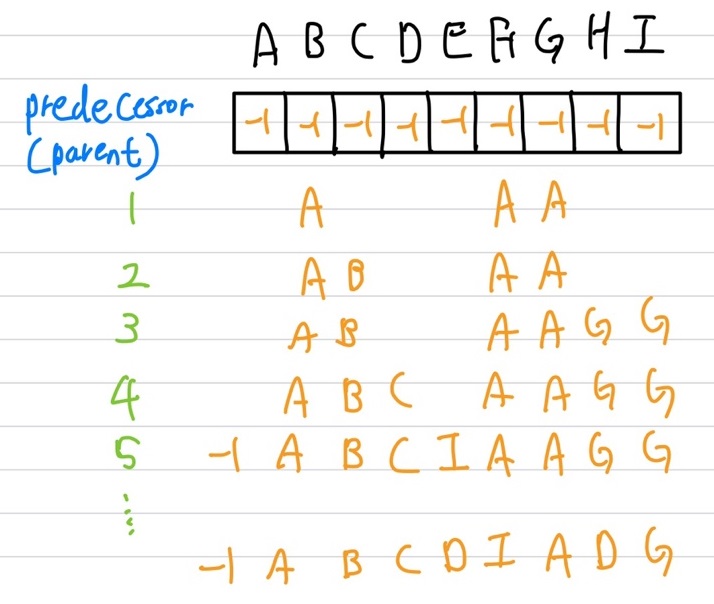 A B C D E F G H I
predecessor -1 -1 -1 -1 -1 -1 -1 -1 -1
(parent)
1 A A A
2 A B A A
3 A B A A G G
4 A B C A A G G
5 -1 A B C I A A G G
⋮
-1 A B C D I A D G